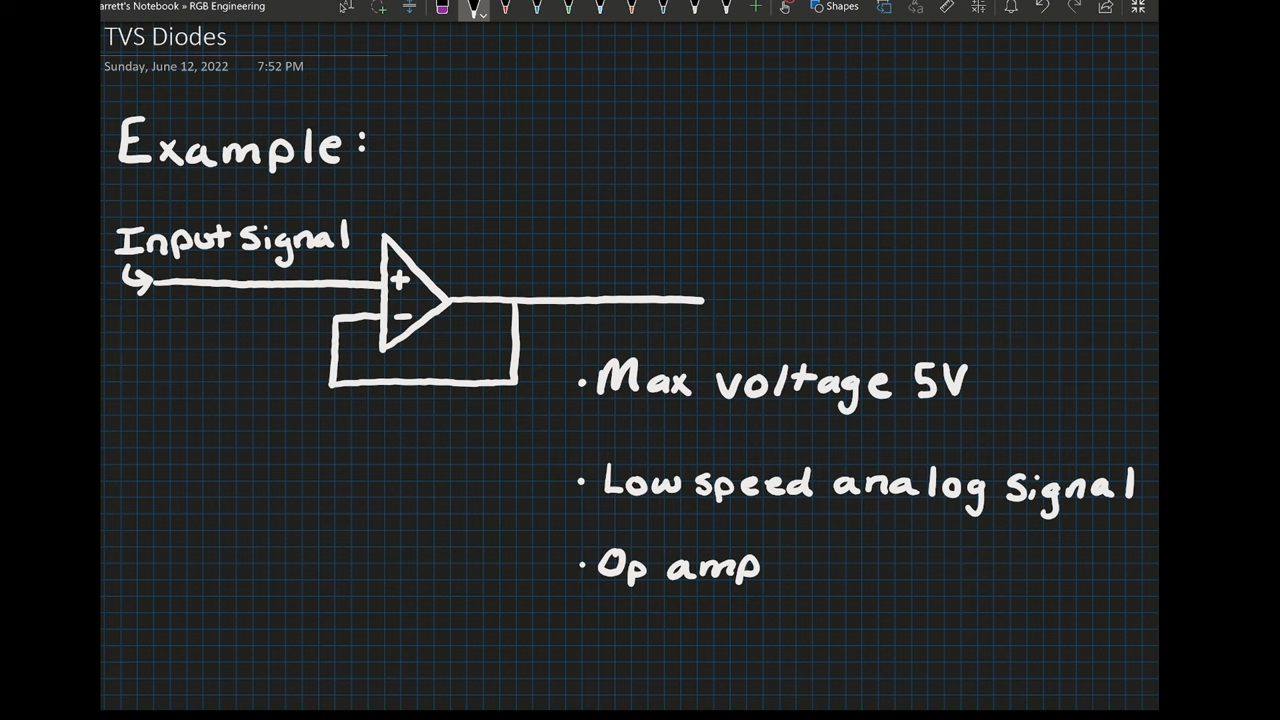 arrett's Notebook » RGB Engineering
Shapes
TVS Diodes
Sunday, June 12, 2022 7:52 PM
Example:
Input signal
+
-
• Max voltage 5V
• Low speed analog signal
• Op amp